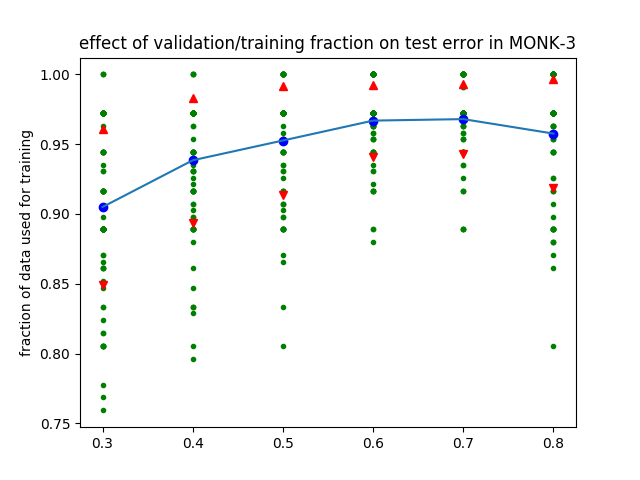 effect of validation/training fraction on test error in MONK-3
fraction of data used for training
1.00
0.95
0.90
0.85
0.80
0.75
0.3 0.4 0.5 0.6 0.7 0.8